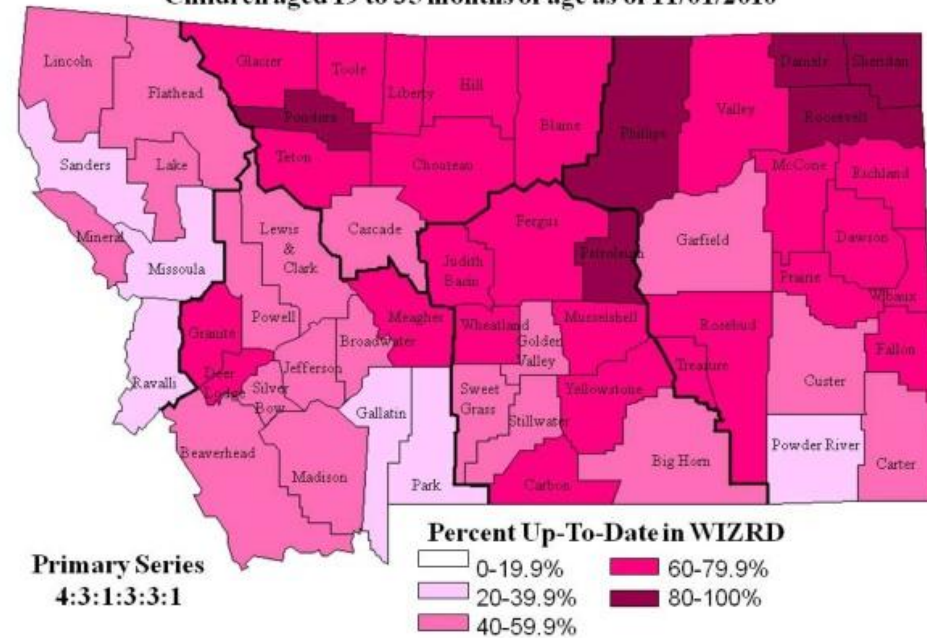 Children aged 19 to 35 months of age as of 11/01/2010
Lincoln
Flathead
Glacier
Toole
Liberty
Hill
Blaine
Phillips
Valley
Daniels
Sheridan
Roosevelt
Pondera
Teton
Chouteau
Sanders
Lake
Mineral
Missoula
Lewis
&
Clark
Cascade
Judith
Basin
Fergus
Petroleum
Garfield
McCone
Richland
Dawson
Prairie
Wibaux
Powell
Granite
Deer
Lodge
Silver
Bow
Jefferson
Broadwater
Meagher
Wheatland
Golden
Valley
Musselshell
Rosebud
Treasure
Fallon
Custer
Ravalli
Beaverhead
Madison
Gallatin
Park
Sweet
Grass
Stillwater
Yellowstone
Carbon
Big Horn
Powder River
Carter
Primary Series
4:3:1:3:3:1
Percent Up-To-Date in WIZRD
0-19.9%
20-39.9%
40-59.9%
60-79.9%
80-100%